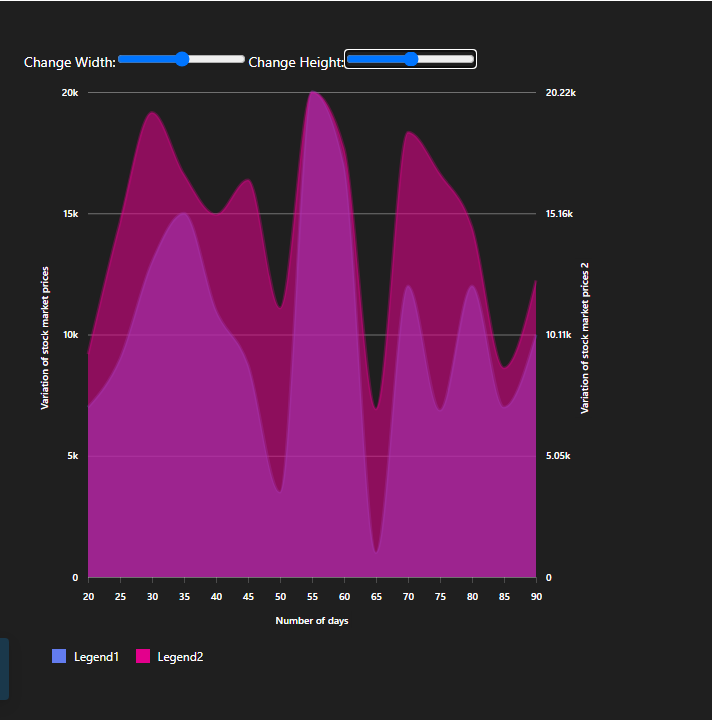 Change Width: Change Height:
20k 20.22k
15k 15.16k
Variation of stock market prices
Variation of stock market prices 2
10k 10.11k
5k 5.05k
0 0
20 25 30 35 40 45 50 55 60 65 70 75 80 85 90
Number of days
Legend1 Legend2